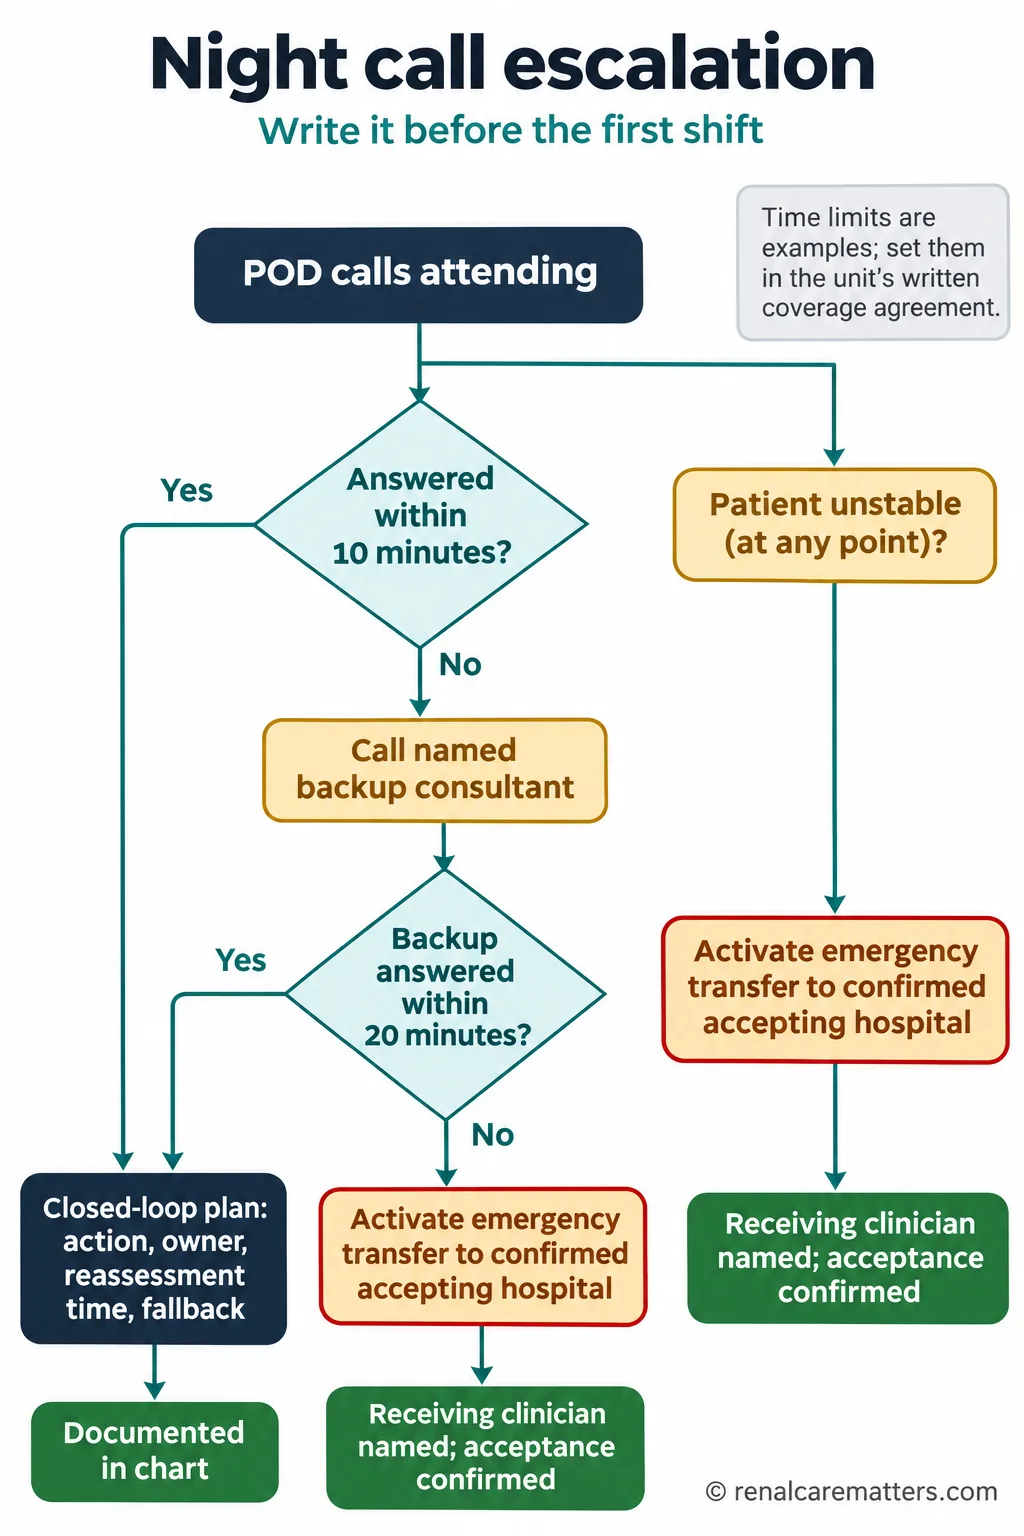 Night call escalation
Write it before the first shift
Time limits are
examples; set them
in the unit's written
coverage agreement.
POD calls attending
Answered
within
10 minutes?
Yes
No
Patient unstable
(at any point)?
Call named
backup consultant
Backup
answered
within
20 minutes?
Yes
No
Activate emergency
transfer to confirmed
accepting hospital
Closed-loop plan:
action, owner,
reassessment
time, fallback
Activate emergency
transfer to confirmed
accepting hospital
Receiving clinician
named; acceptance
confirmed
Documented
in chart
Receiving clinician
named; acceptance
confirmed
© renalcarematters.com